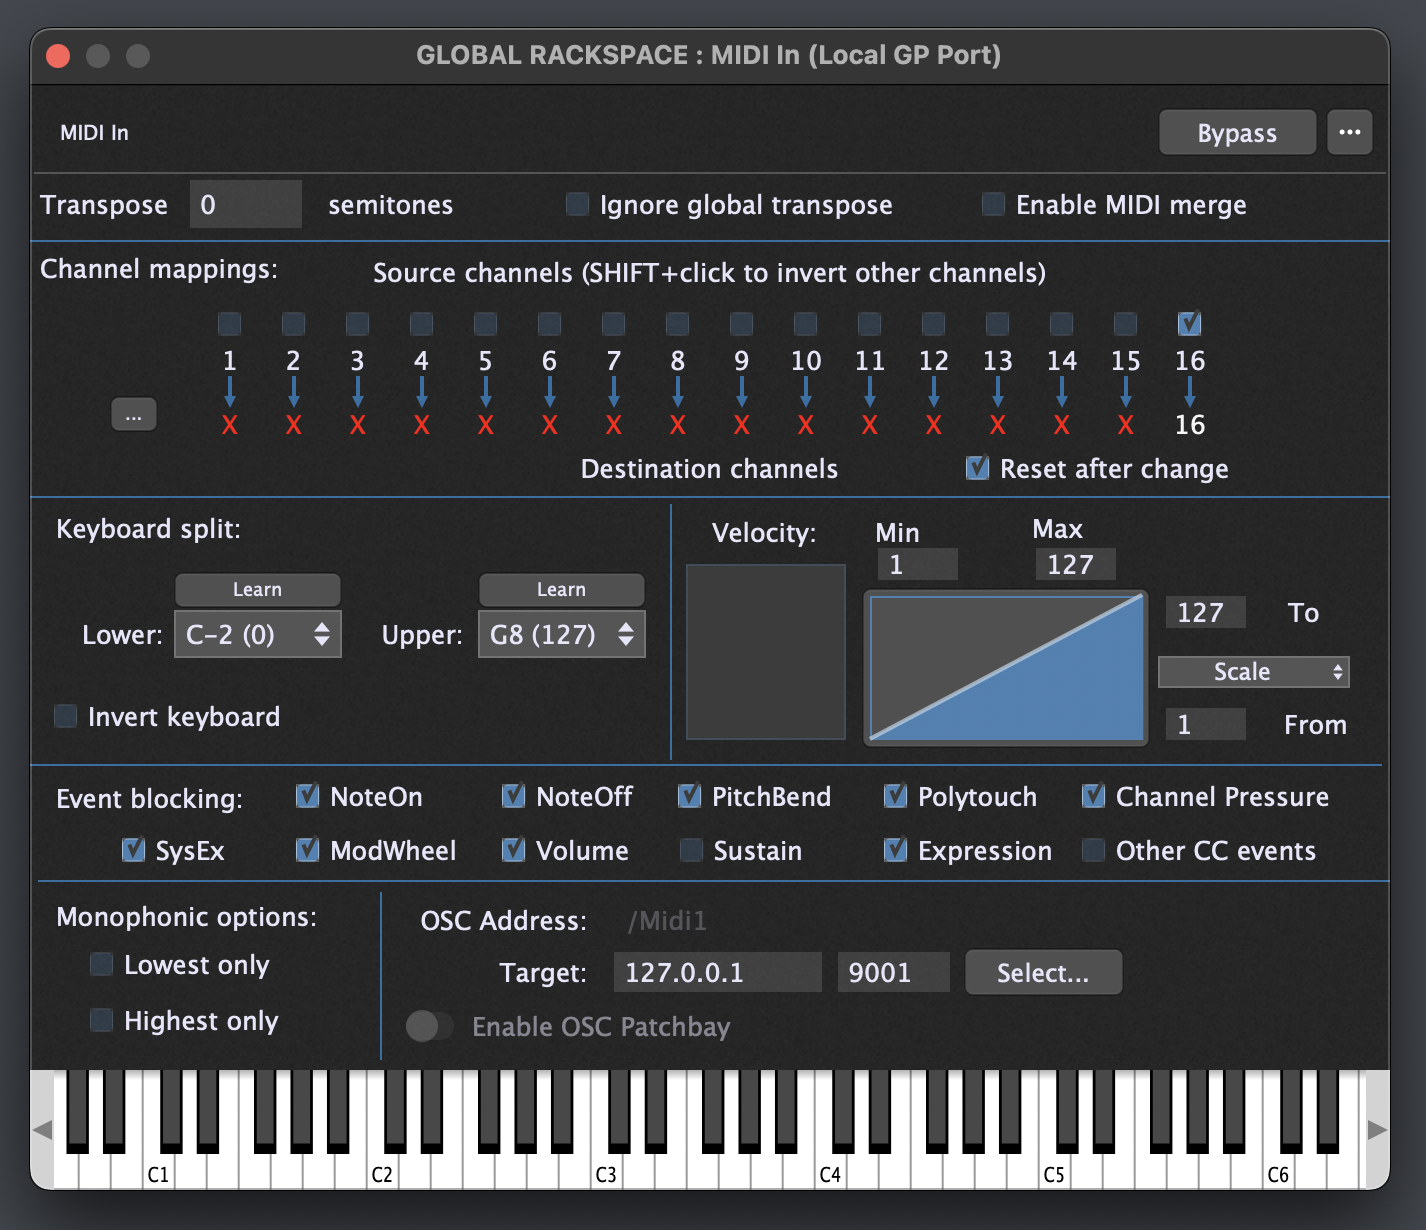 GLOBAL RACKSPACE : MIDI In (Local GP Port)
MIDI In
Bypass
...
Transpose 0 semitones Ignore global transpose Enable MIDI merge
Channel mappings: Source channels (SHIFT+click to invert other channels)
1 2 3 4 5 6 7 8 9 10 11 12 13 14 15 16
... X X X X X X X X X X X X X X X 16
Destination channels Reset after change
Keyboard split:
Learn Learn
Lower: C-2 (0) Upper: G8 (127)
Invert keyboard
Velocity: Min Max
1 127
127 To
Scale
1 From
Event blocking: NoteOn NoteOff PitchBend Polytouch Channel Pressure
SysEx ModWheel Volume Sustain Expression Other CC events
Monophonic options:
Lowest only
Highest only
OSC Address: /Midi1
Target: 127.0.0.1 9001 Select...
Enable OSC Patchbay
C1 C2 C3 C4 C5 C6